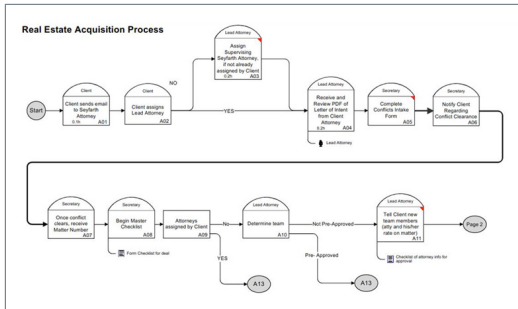 Real Estate Acquisition Process
Lead Attorney
Assign
Supervising
Seyfarth Attorney,
if not already
assigned by Client
0.2h
A03
NO
Start
Client
Client sends email
to Seyfarth
Attorney
0.1h
A01
Client
Client assigns
Lead Attorney
A02
YES
Lead Attorney
Receive and
Review PDF of
Letter of Intent
from Client
Attorney
0.2h
A04
Lead Attorney
Secretary
Complete
Conflicts Intake
Form
A05
Secretary
Notify Client
Regarding
Conflict Clearance
A06
Secretary
Once conflict
clears, receive
Matter Number
A07
Secretary
Begin Master
Checklist
A08
Form Checklist for deal
Attorneys
assigned by Client
A09
No
YES
A13
Lead Attorney
Determine team
A10
Not Pre-Approved
Pre- Approved
A13
Lead Attorney
Tell Client new
team members
(atty and his/her
rate on matter)
A11
Checklist of attorney info for
approval
Page 2